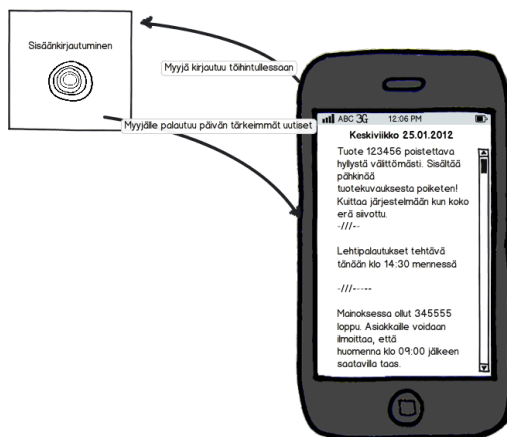 Sisäänkirjautuminen
Myyjä kirjautuu töihintullessaan
Myyjälle palautuu päivän tärkeimmät uutiset
ABC 3G 12:06 PM
Keskiviikko 25.01.2012
Tuote 123456 poistettava
hyllystä välittömästi. Sisältää
pähkinää
tuotekuvauksesta poiketen!
Kuittaa järjestelmään kun koko
erä siivottu.
-///--
Lehtipalautukset tehtävä
tänään klo 14:30 mennessä
-///-----
Mainoksessa ollut 345555
loppu. Asiakkaille voidaan
ilmoittaa, että
huomenna klo 09:00 jälkeen
saatavilla taas.